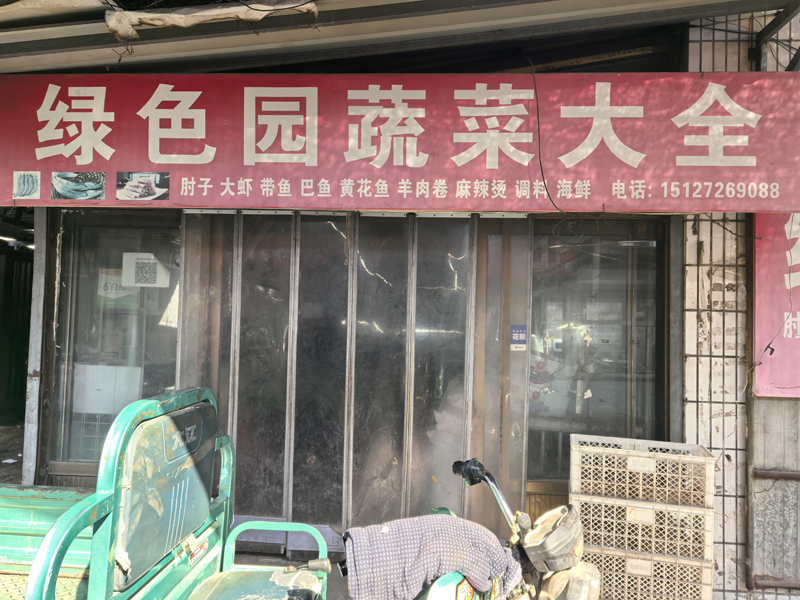 绿色园蔬菜大全
肘子 大虾 带鱼 巴鱼 黄花鱼 羊肉卷 麻辣烫 调料 海鲜 电话: 15127269088